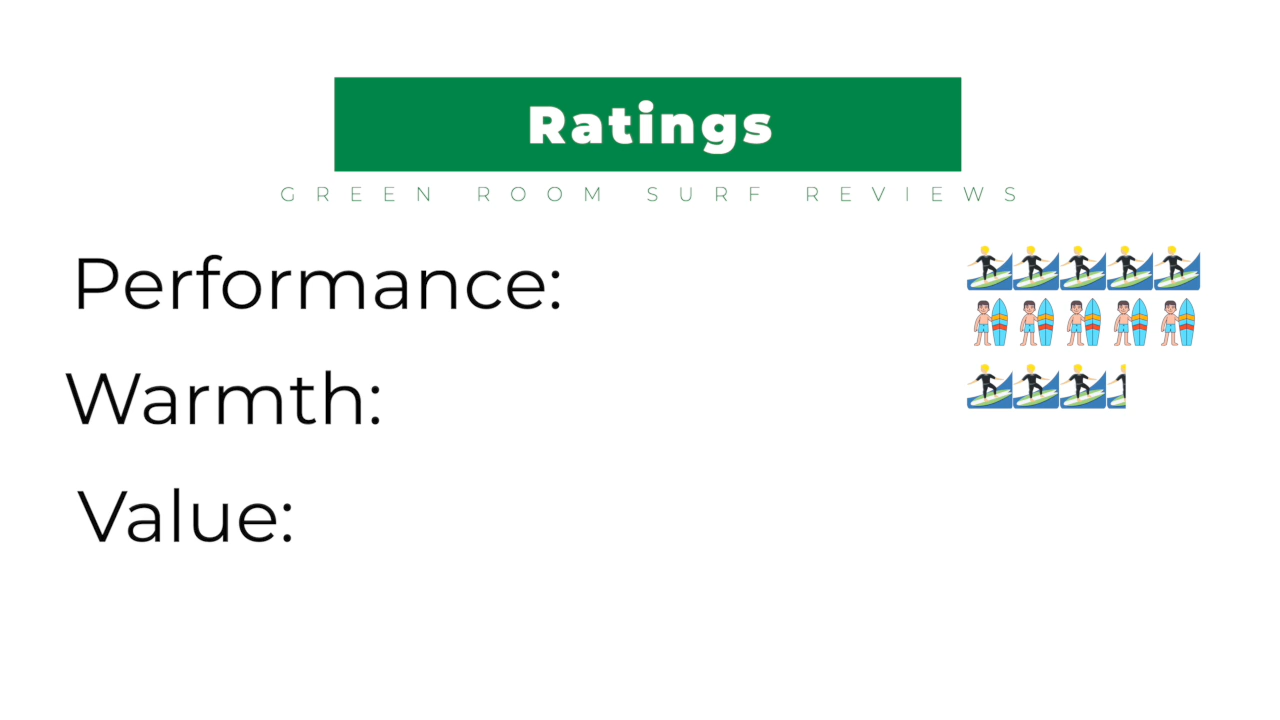 Ratings
GREEN ROOM SURF REVIEWS
Performance:
Warmth:
Value: